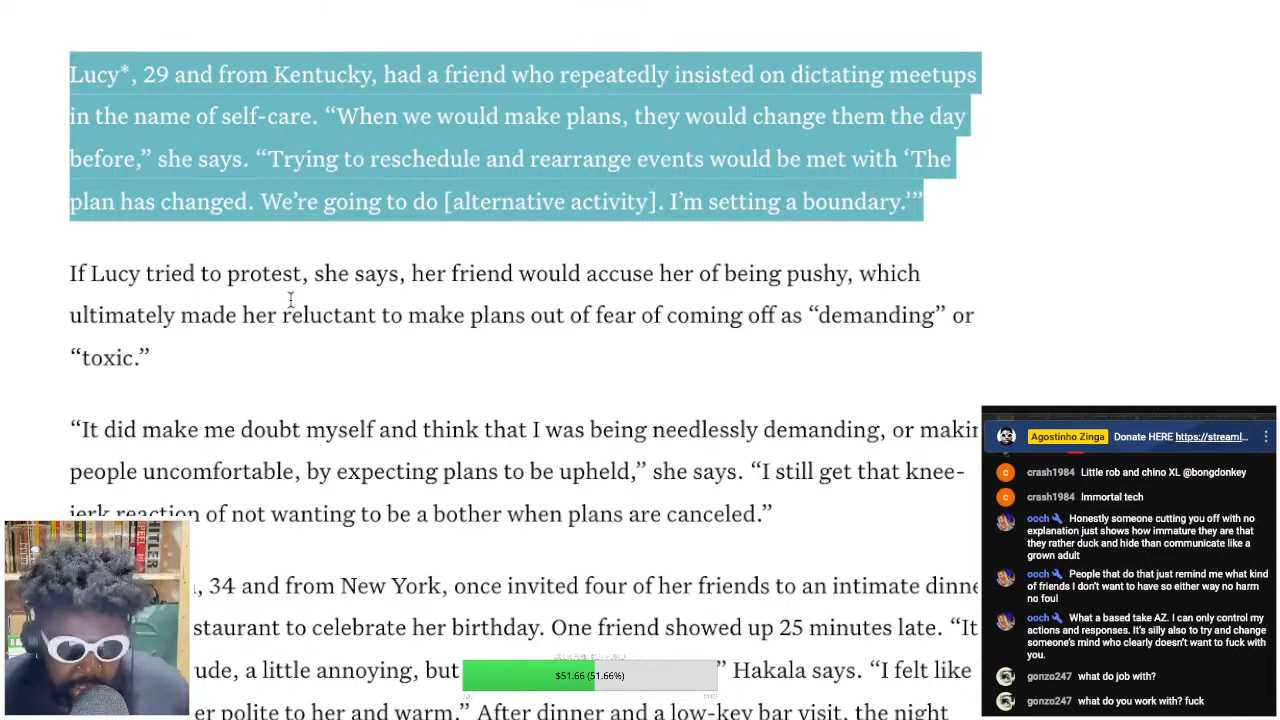 Lucy*, 29 and from Kentucky, had a friend who repeatedly insisted on dictating meetups
in the name of self-care. “When we would make plans, they would change them the day
before,” she says. “Trying to reschedule and rearrange events would be met with ‘The
plan has changed. We’re going to do [alternative activity]. I’m setting a boundary.’”
If Lucy tried to protest, she says, her friend would accuse her of being pushy, which
ultimately made her reluctant to make plans out of fear of coming off as “demanding” or
“toxic.”
“It did make me doubt myself and think that I was being needlessly demanding, or makin
people uncomfortable, by expecting plans to be upheld,” she says. “I still get that knee-
jerk reaction of not wanting to be a bother when plans are canceled.”
, 34 and from New York, once invited four of her friends to an intimate dinne
staurant to celebrate her birthday. One friend showed up 25 minutes late. “It
ude, a little annoying, but ” Hakala says. “I felt like
er polite to her and warm.” After dinner and a low-key bar visit, the night
$51.66 (51.66%)
Agostinho Zinga Donate HERE https://streaml...
crash1984 Little rob and chino XL @bongdonkey
crash1984 Immortal tech
ooch Honestly someone cutting you off with no
explanation just shows how immature they are that
they rather duck and hide than communicate like a
grown adult
ooch People that do that just remind me what kind
of friends I don't want to have so either way no harm
no foul
ooch What a based take AZ. I can only control my
actions and responses. It's silly also to try and change
someone's mind who clearly doesn't want to fuck with
you.
gonzo247 what do job with?
gonzo247 what do you work with? fuck